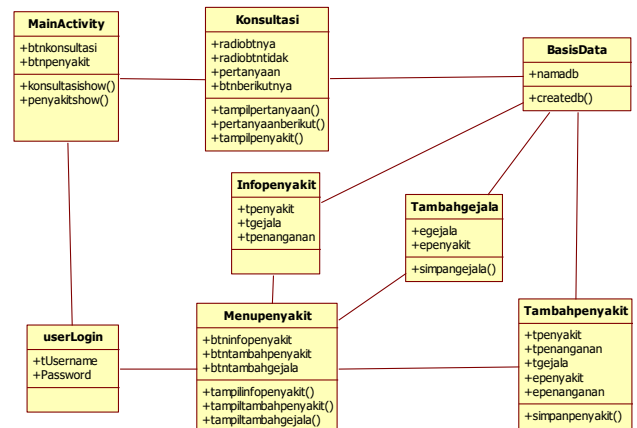 MainActivity
+btnkonsultasi
+btnpenyakit
+konsultasishow()
+penyakitshow()
Konsultasi
+radiobtnya
+radiobtntidak
+pertanyaan
+btnberikutnya
+tampilpertanyaan()
+pertanyaanberikut()
+tampilpenyakit()
BasisData
+namadb
+createdb()
Infopenyakit
+tpenyakit
+tgejala
+tpenanganan
Tambahgejala
+egejala
+epenyakit
+simpangejala()
userLogin
+tUsername
+Password
Menupenyakit
+btninfopenyakit
+btntambahpenyakit
+btntambahgejala
+tampilinfopenyakit()
+tampiltambahpenyakit()
+tampiltambahgejala()
Tambahpenyakit
+tpenyakit
+tpenanganan
+tgejala
+epenyakit
+epenanganan
+simpanpenyakit()